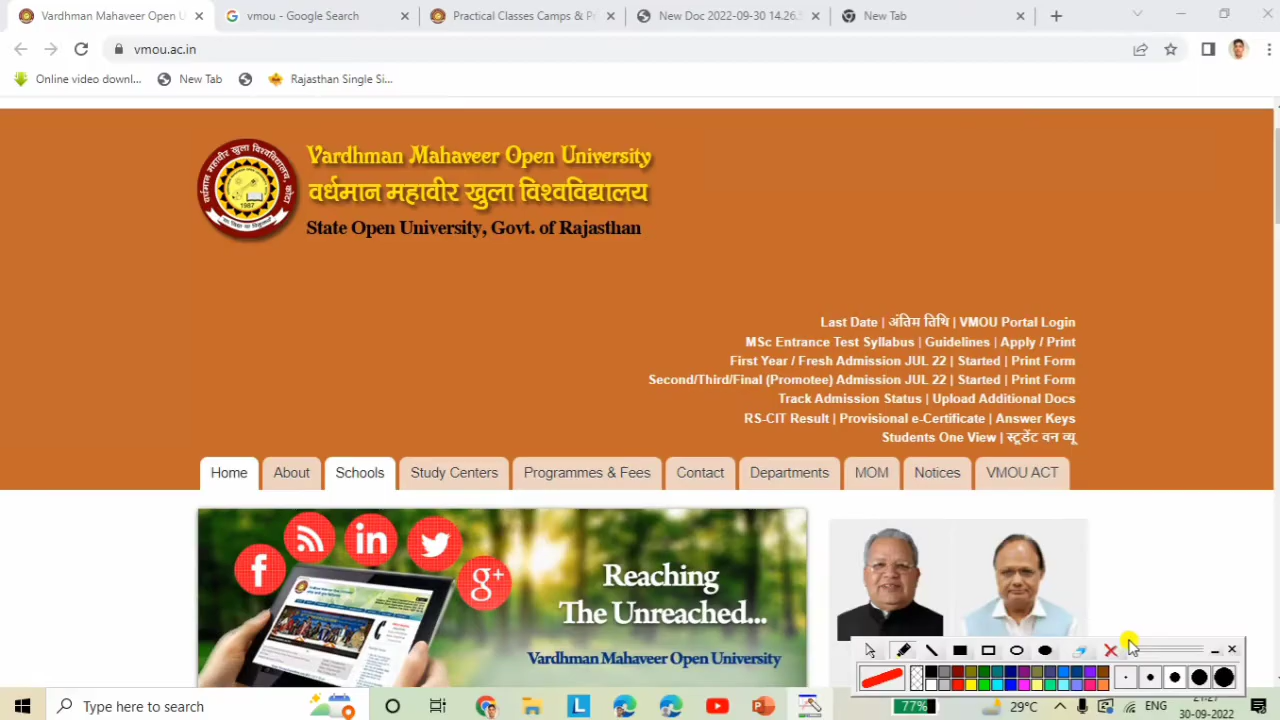 Vardhman Mahaveer Open U
vmou - Google Search
Practical Classes Camps & P
New Doc 2022-09-30 14.26.5
New Tab
vmou.ac.in
Online video downl...
New Tab
Rajasthan Single Si...
Vardhman Mahaveer Open University
वर्धमान महावीर खुला विश्वविद्यालय
State Open University, Govt. of Rajasthan
1987
Last Date | अंतिम तिथि | VMOU Portal Login
MSc Entrance Test Syllabus | Guidelines | Apply / Print
First Year / Fresh Admission JUL 22 | Started | Print Form
Second/Third/Final (Promotee) Admission JUL 22 | Started | Print Form
Track Admission Status | Upload Additional Docs
RS-CIT Result | Provisional e-Certificate | Answer Keys
Students One View | स्टूडेंट वन व्यू
Home About Schools Study Centers Programmes & Fees Contact Departments MOM Notices VMOU ACT
Reaching
The Unreached...
Vardhman Mahaveer Open University
Type here to search
77%
29°C
ENG
30-09-2022